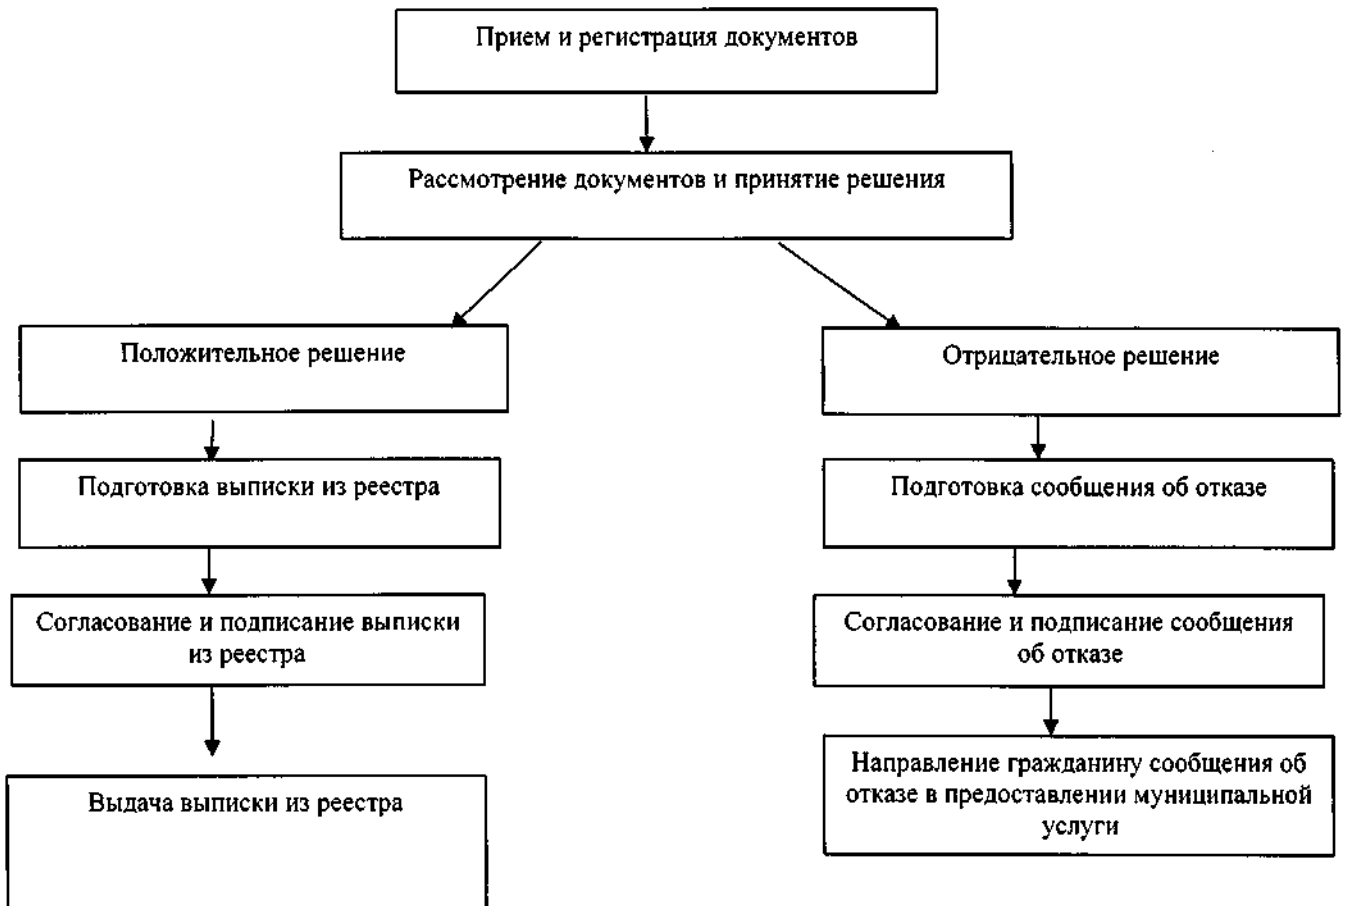 Прием и регистрация документов
Рассмотрение документов и принятие решения
Положительное решение
Отрицательное решение
Подготовка выписки из реестра
Подготовка сообщения об отказе
Согласование и подписание выписки
из реестра
Согласование и подписание сообщения
об отказе
Выдача выписки из реестра
Направление гражданину сообщения об
отказе в предоставлении муниципальной
услуги